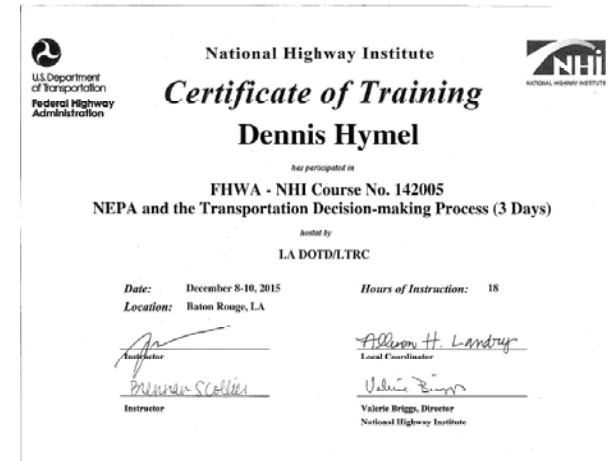 National Highway Institute
U.S. Department
of Transportation
Federal Highway
Administration
NHI
NATIONAL HIGHWAY INSTITUTE
Certificate of Training
Dennis Hymel
has participated in
FHWA - NHI Course No. 142005
NEPA and the Transportation Decision-making Process (3 Days)
hosted by
LA DOTD/LTRC
Date: December 8-10, 2015 Hours of Instruction: 18
Location: Baton Rouge, LA
Allison H. Landry
Instructor Local Coordinator
Brennan Collier Valerie Briggs
Instructor Valerie Briggs, Director
National Highway Institute